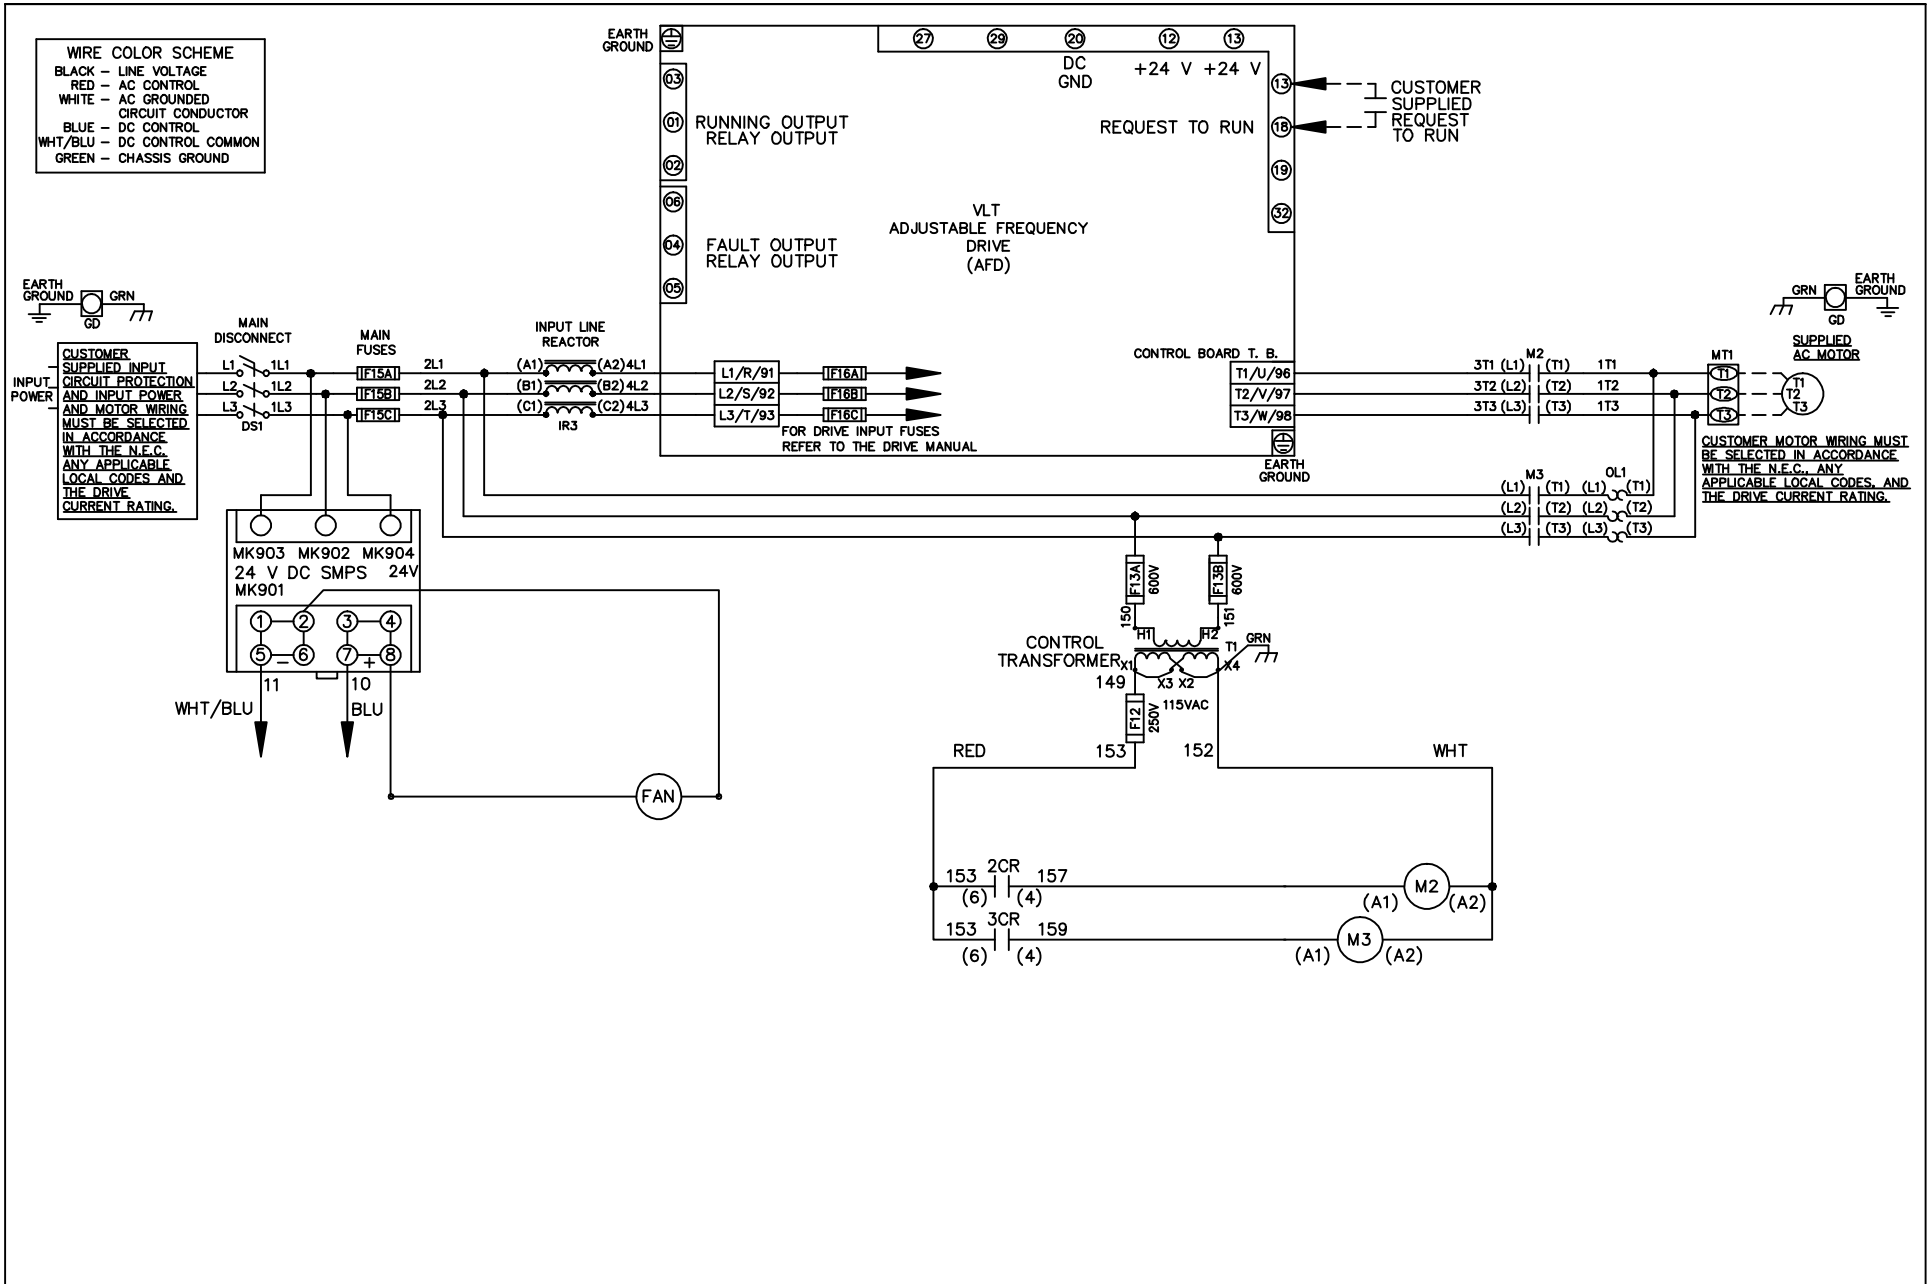 WIRE COLOR SCHEME
BLACK – LINE VOLTAGE
RED – AC CONTROL
WHITE – AC GROUNDED
CIRCUIT CONDUCTOR
BLUE – DC CONTROL
WHT/BLU – DC CONTROL COMMON
GREEN – CHASSIS GROUND
EARTH
GROUND
03
01
02
RUNNING OUTPUT
RELAY OUTPUT
06
04
05
FAULT OUTPUT
RELAY OUTPUT
27 29 20 12 13
DC
GND
+24 V +24 V
13
REQUEST TO RUN 18
19
32
CUSTOMER
SUPPLIED
REQUEST
TO RUN
VLT
ADJUSTABLE FREQUENCY
DRIVE
(AFD)
EARTH
GROUND
GRN
GD
INPUT
POWER
CUSTOMER
SUPPLIED INPUT
CIRCUIT PROTECTION
AND INPUT POWER
AND MOTOR WIRING
MUST BE SELECTED
IN ACCORDANCE
WITH THE N.E.C.
ANY APPLICABLE
LOCAL CODES AND
THE DRIVE
CURRENT RATING.
MAIN
DISCONNECT
L1 1L1
L2 1L2
L3 1L3
DS1
MAIN
FUSES
F15A 2L1
F15B 2L2
F15C 2L3
INPUT LINE
REACTOR
(A1) (A2) 4L1
(B1) (B2) 4L2
(C1) (C2) 4L3
IR3
L1/R/91 F16A
L2/S/92 F16B
L3/T/93 F16C
FOR DRIVE INPUT FUSES
REFER TO THE DRIVE MANUAL
CONTROL BOARD T. B.
T1/U/96
T2/V/97
T3/W/98
EARTH
GROUND
M2
3T1 (L1) (T1) 1T1
3T2 (L2) (T2) 1T2
3T3 (L3) (T3) 1T3
MT1
T1
T2
T3
GRN
GD
EARTH
GROUND
SUPPLIED
AC MOTOR
T1
T2
T3
CUSTOMER MOTOR WIRING MUST
BE SELECTED IN ACCORDANCE
WITH THE N.E.C., ANY
APPLICABLE LOCAL CODES, AND
THE DRIVE CURRENT RATING.
M3 OL1
(L1) (T1) (L1) (T1)
(L2) (T2) (L2) (T2)
(L3) (T3) (L3) (T3)
MK903 MK902 MK904
24 V DC SMPS 24V
MK901
1 2 3 4
5 – 6 7 + 8
11 10
WHT/BLU BLU
FAN
F13A 600V
F13B 600V
150 151
H1 H2
CONTROL
TRANSFORMER
T1 GRN
X1 X3 X2 X4
149
F12 250V
115VAC
RED 153 152 WHT
2CR
153 157
(6) (4)
M2
(A1) (A2)
3CR
153 159
(6) (4)
M3
(A1) (A2)